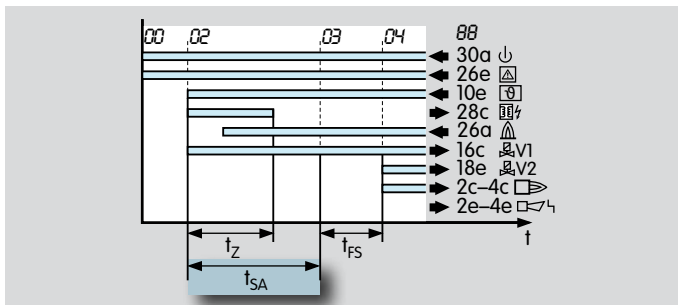 00 02 03 04 88
30a
26e
10e ϑ
28c
26a
16c V1
18e V2
2c–4c
2e–4e
t
tZ tFS
tSA